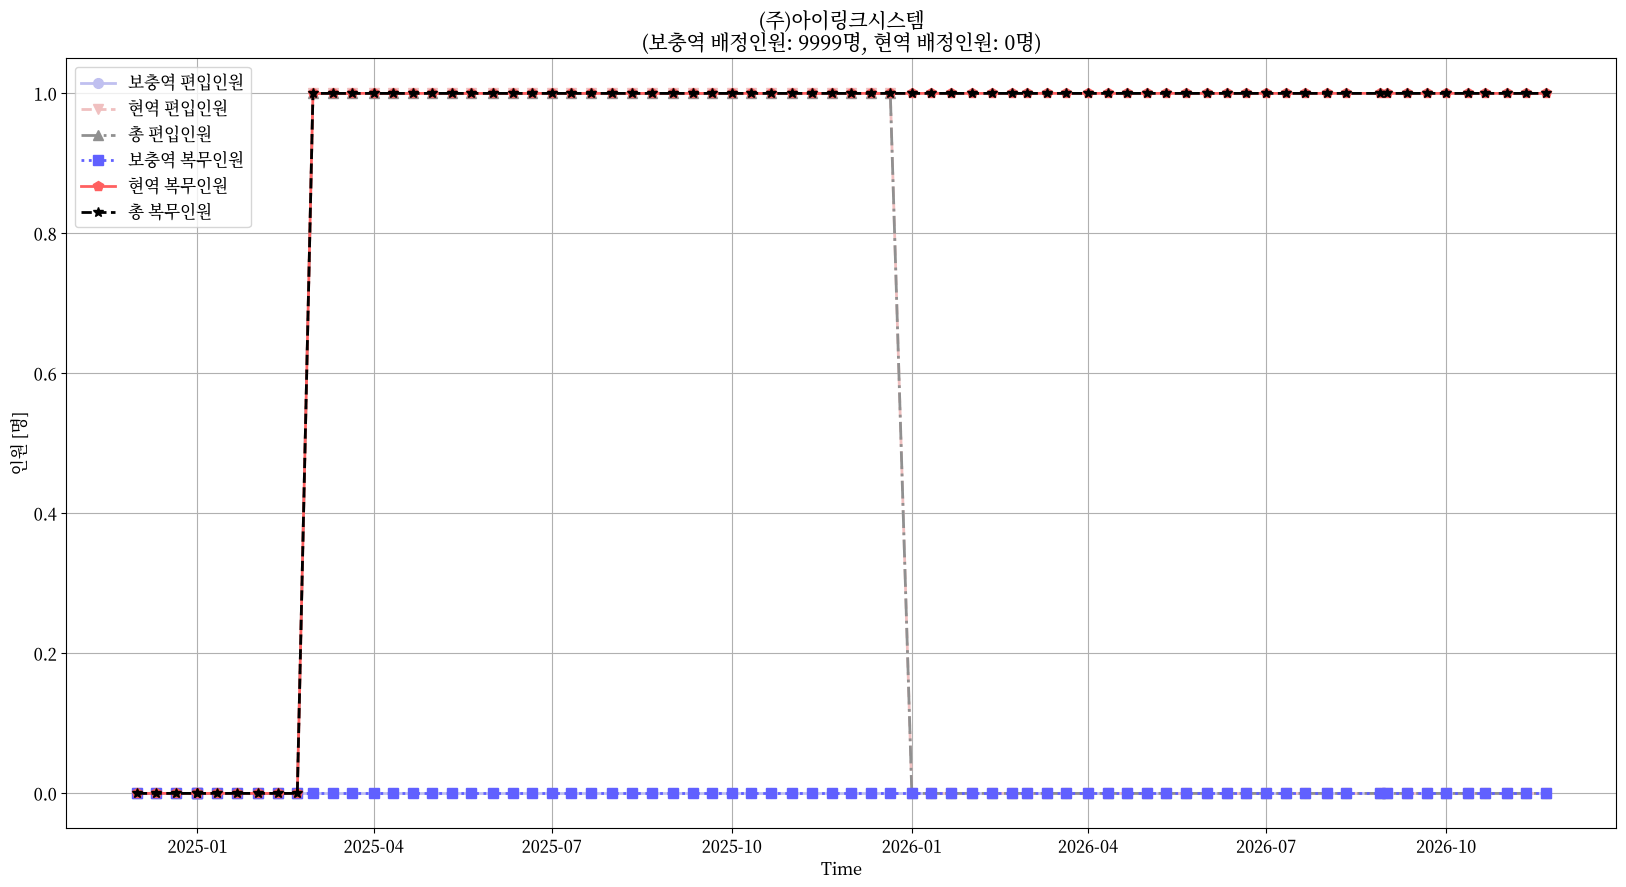 (주)아이링크시스템
(보충역 배정인원: 9999명, 현역 배정인원: 0명)
보충역 편입인원
현역 편입인원
총 편입인원
보충역 복무인원
현역 복무인원
총 복무인원
1.0
0.8
0.6
0.4
0.2
0.0
인원 [명]
2025-01
2025-04
2025-07
2025-10
2026-01
2026-04
2026-07
2026-10
Time